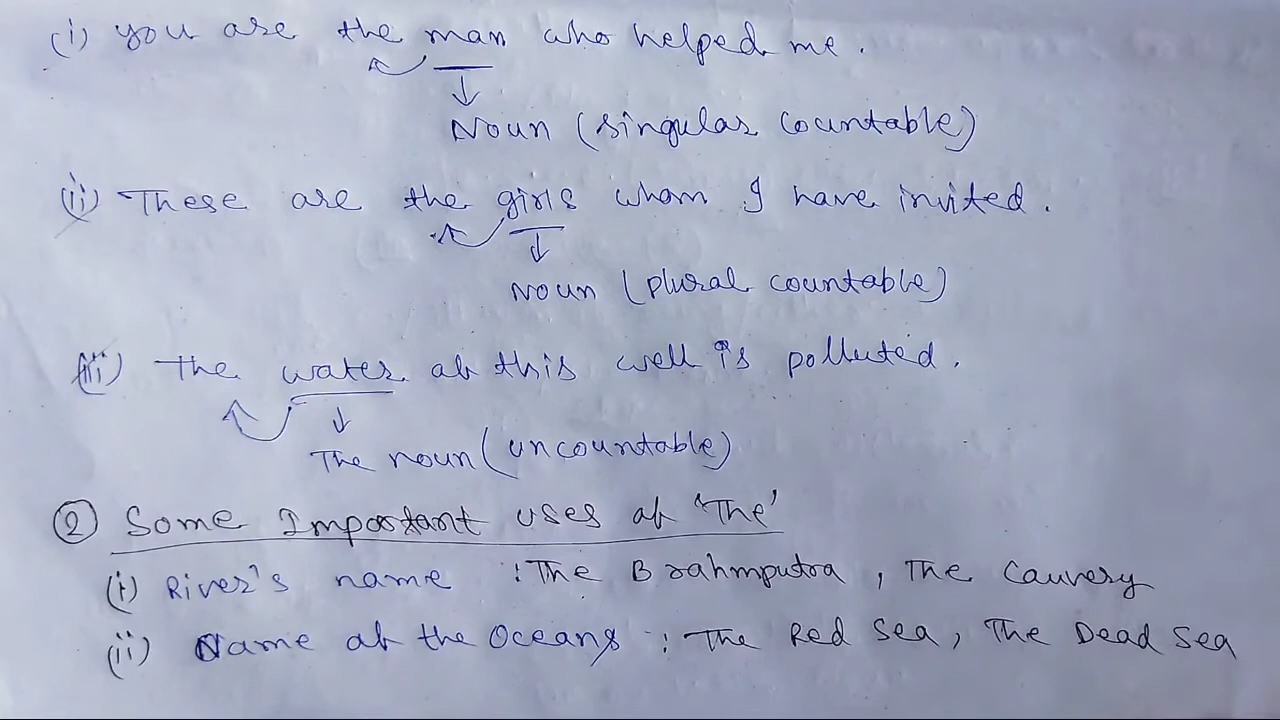 (i) You are the man who helped me.
Noun (singular countable)
(ii) These are the girls whom I have invited.
Noun (plural countable)
(iii) The water of this well is polluted.
The noun (uncountable)
② Some Important uses of 'The'
(i) River's name : The Brahmputra, The Cauvery
(ii) Name of the Oceans : The Red Sea, The Dead Sea